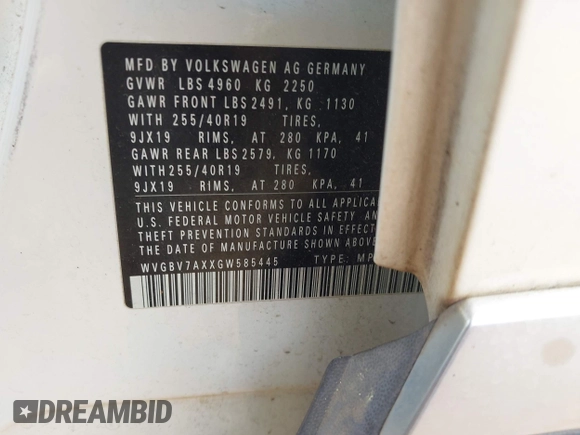 MFD BY VOLKSWAGEN AG GERMANY
GVWR LBS 4960 KG 2250
GAWR FRONT LBS 2491, KG 1130
WITH 255/40R19 TIRES,
9JX19 RIMS, AT 280 KPA, 41
GAWR REAR LBS 2579, KG 1170
WITH 255/40R19 TIRES,
9JX19 RIMS, AT 280 KPA, 41
THIS VEHICLE CONFORMS TO ALL APPLICA
U.S. FEDERAL MOTOR VEHICLE SAFETY AN
THEFT PREVENTION STANDARDS IN EFFECT
THE DATE OF MANUFACTURE SHOWN ABOVE
WVGBV7AXXGW585445 TYPE: MP
DREAMBID